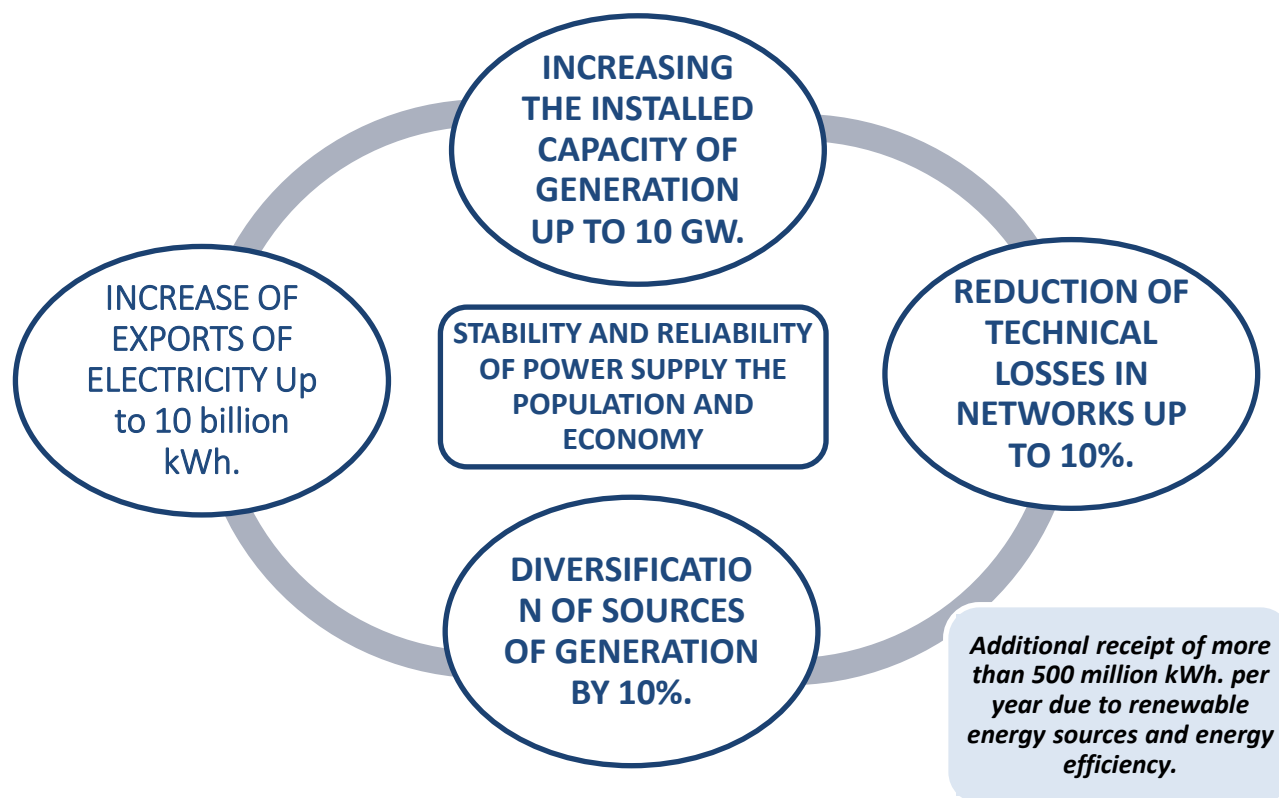 INCREASING
THE INSTALLED
CAPACITY OF
GENERATION
UP TO 10 GW.
INCREASE OF
EXPORTS OF
ELECTRICITY Up
to 10 billion
kWh.
STABILITY AND RELIABILITY
OF POWER SUPPLY THE
POPULATION AND
ECONOMY
REDUCTION OF
TECHNICAL
LOSSES IN
NETWORKS UP
TO 10%.
DIVERSIFICATIO
N OF SOURCES
OF GENERATION
BY 10%.
Additional receipt of more
than 500 million kWh. per
year due to renewable
energy sources and energy
efficiency.